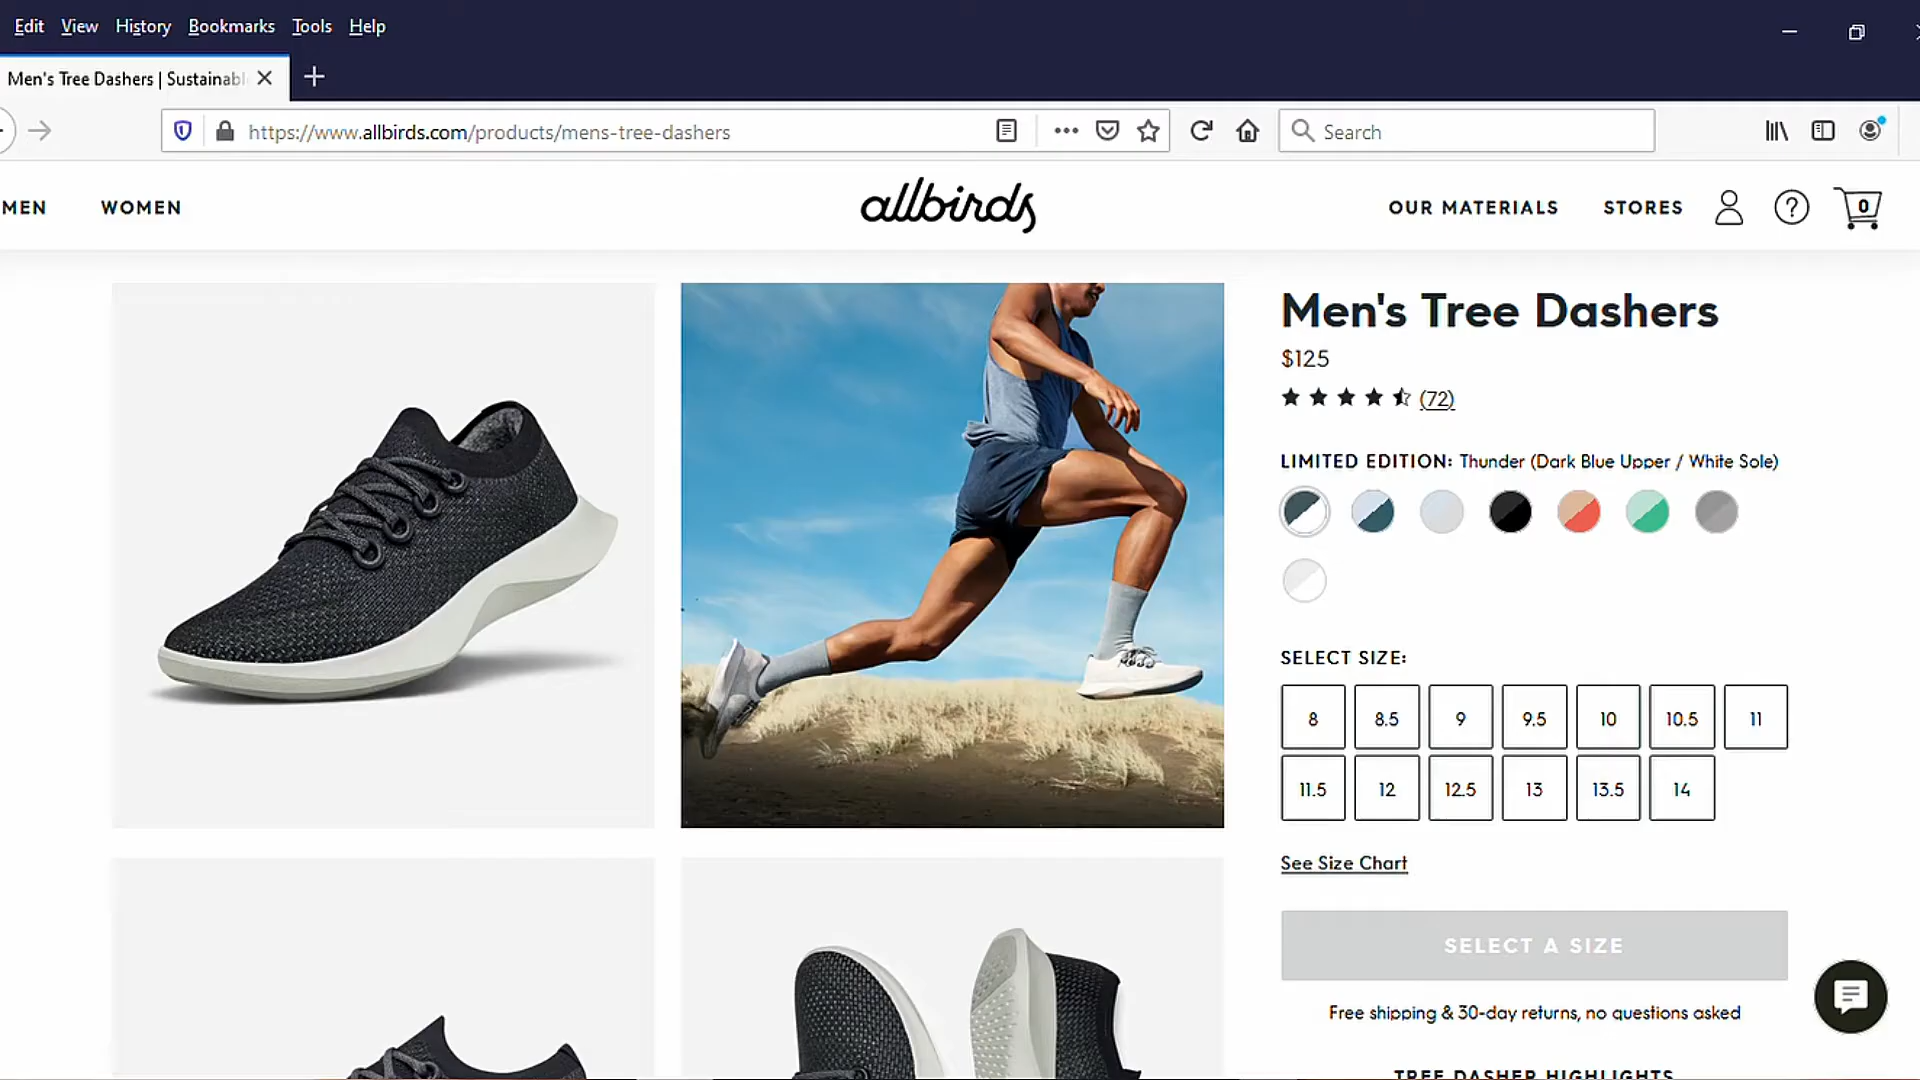 Edit View History Bookmarks Tools Help
Men's Tree Dashers | Sustainabl
https://www.allbirds.com/products/mens-tree-dashers
Search
MEN WOMEN
allbirds
OUR MATERIALS STORES
0
Men's Tree Dashers
$125
(72)
LIMITED EDITION: Thunder (Dark Blue Upper / White Sole)
SELECT SIZE:
8 8.5 9 9.5 10 10.5 11
11.5 12 12.5 13 13.5 14
See Size Chart
SELECT A SIZE
Free shipping & 30-day returns, no questions asked
TREE DASHER HIGHLIGHTS